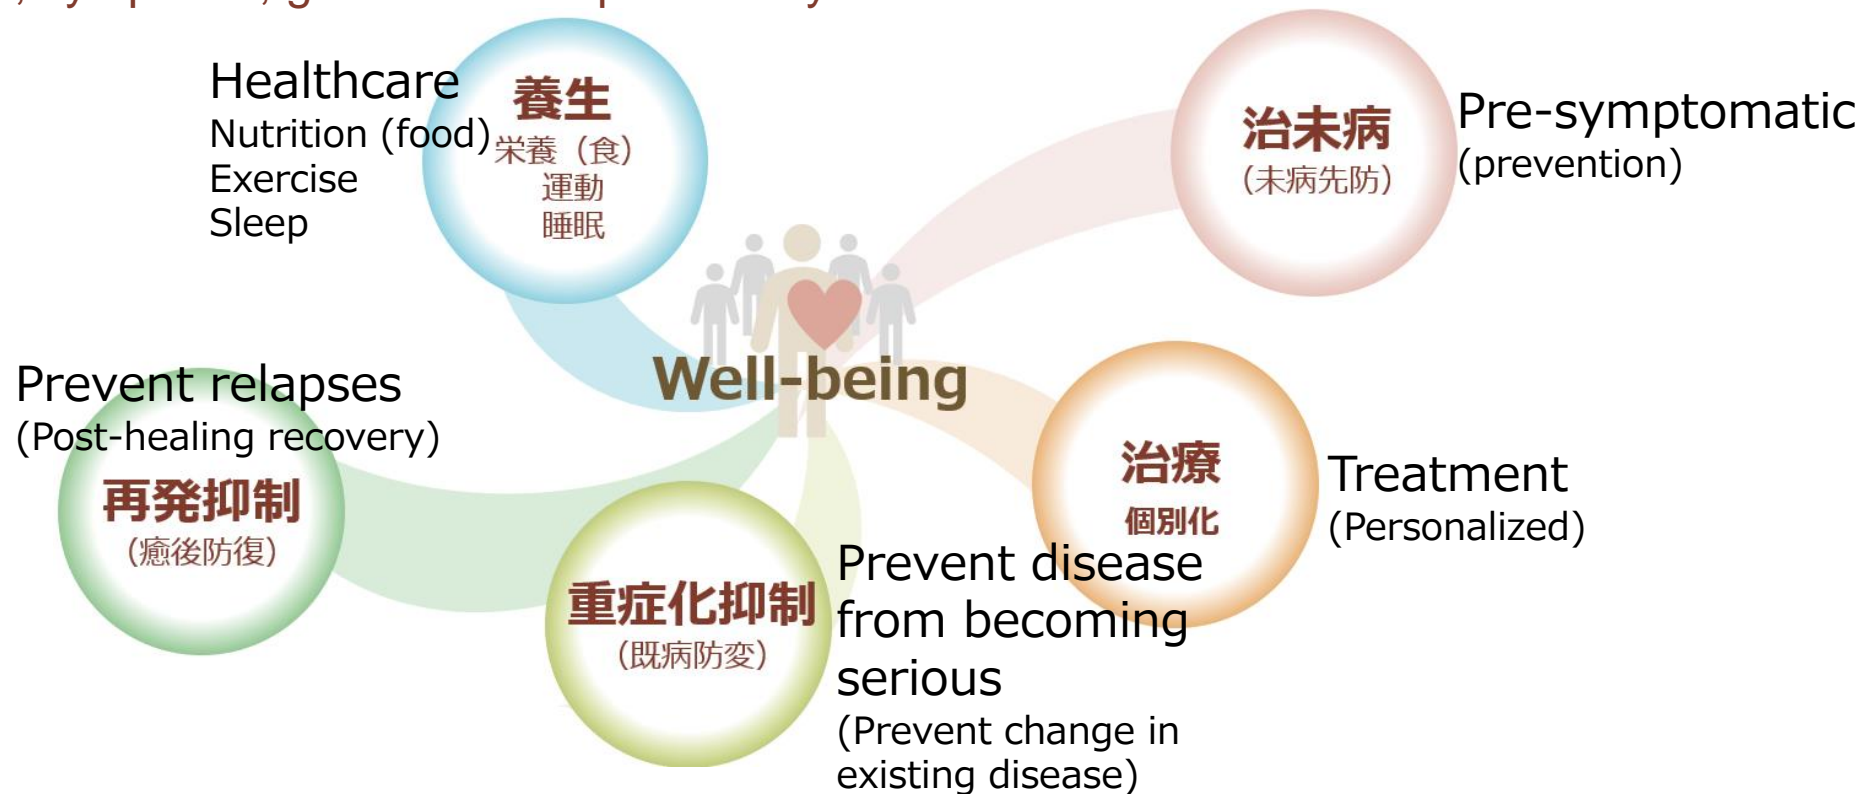 Healthcare
Nutrition (food)
Exercise
Sleep
養生
栄養（食）
運動
睡眠
治未病
（未病先防）
Pre-symptomatic
(prevention)
Well-being
Prevent relapses
(Post-healing recovery)
再発抑制
（癒後防復）
重症化抑制
（既病防変）
Prevent disease
from becoming
serious
(Prevent change in
existing disease)
治療
個別化
Treatment
(Personalized)